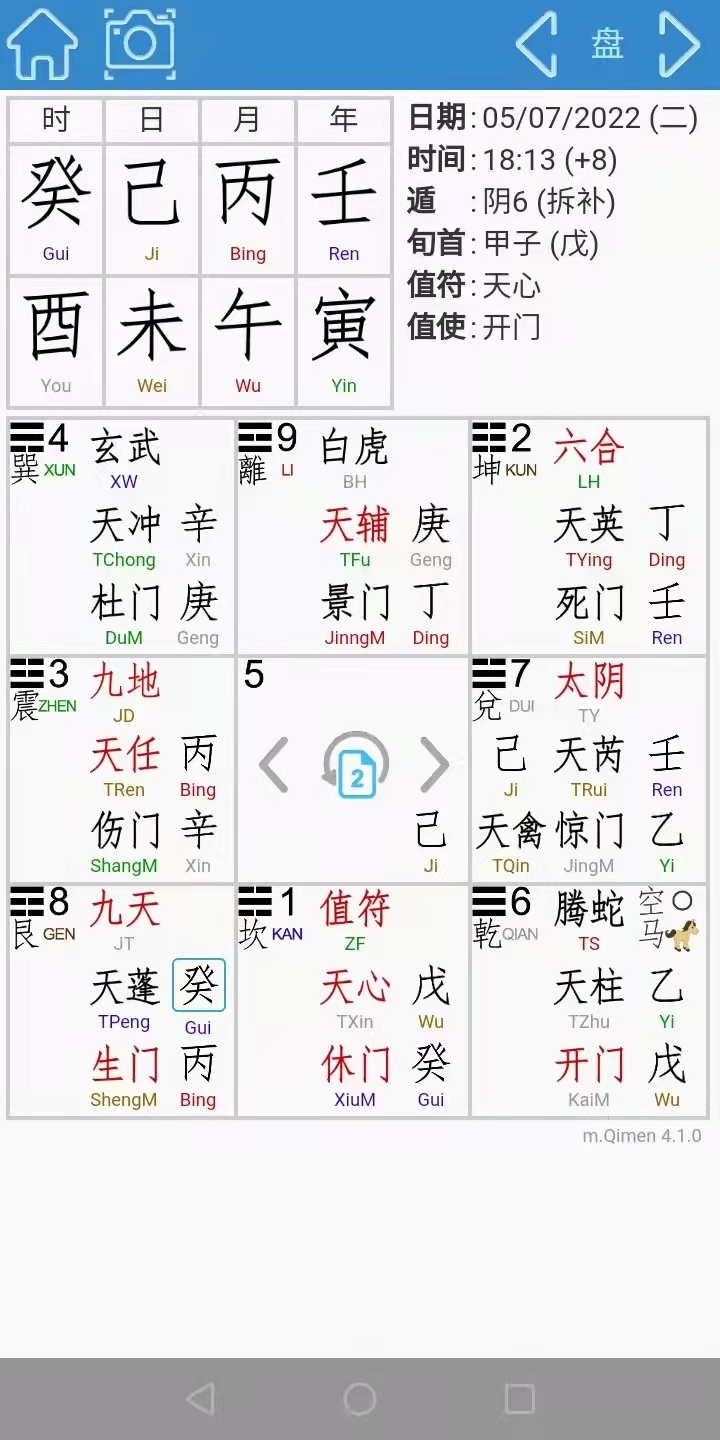 盘
时 日 月 年
癸 己 丙 壬
Gui Ji Bing Ren
酉 未 午 寅
You Wei Wu Yin
日期: 05/07/2022 (二)
时间: 18:13 (+8)
遁 : 阴6 (拆补)
旬首: 甲子 (戊)
值符: 天心
值使: 开门
4 玄武
巽 XUN XW
天冲 辛
TChong Xin
杜门 庚
DuM Geng
9 白虎
離 LI BH
天辅 庚
TFu Geng
景门 丁
JinngM Ding
2 六合
坤 KUN LH
天英 丁
TYing Ding
死门 壬
SiM Ren
3 九地
震 ZHEN JD
天任 丙
TRen Bing
伤门 辛
ShangM Xin
5
2
己
Ji
7 太阴
兌 DUI TY
己 天芮 壬
Ji TRui Ren
天禽 惊门 乙
TQin JingM Yi
8 九天
艮 GEN JT
天蓬 癸
TPeng Gui
生门 丙
ShengM Bing
1 值符
坎 KAN ZF
天心 戊
TXin Wu
休门 癸
XiuM Gui
6 腾蛇 空
乾 QIAN TS 马
天柱 乙
TZhu Yi
开门 戊
KaiM Wu
m.Qimen 4.1.0